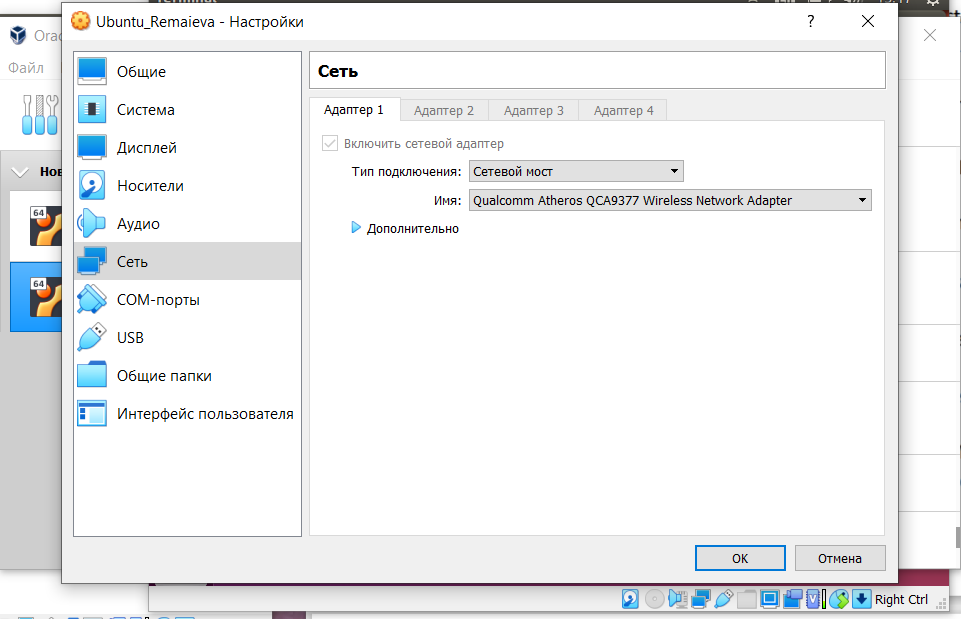 Ubuntu_Remaieva - Настройки
?
Файл
Общие
Система
Дисплей
Носители
Аудио
Сеть
COM-порты
USB
Общие папки
Интерфейс пользователя
Сеть
Адаптер 1
Адаптер 2
Адаптер 3
Адаптер 4
Включить сетевой адаптер
Тип подключения: Сетевой мост
Имя: Qualcomm Atheros QCA9377 Wireless Network Adapter
Дополнительно
64
64
OK
Отмена
Right Ctrl